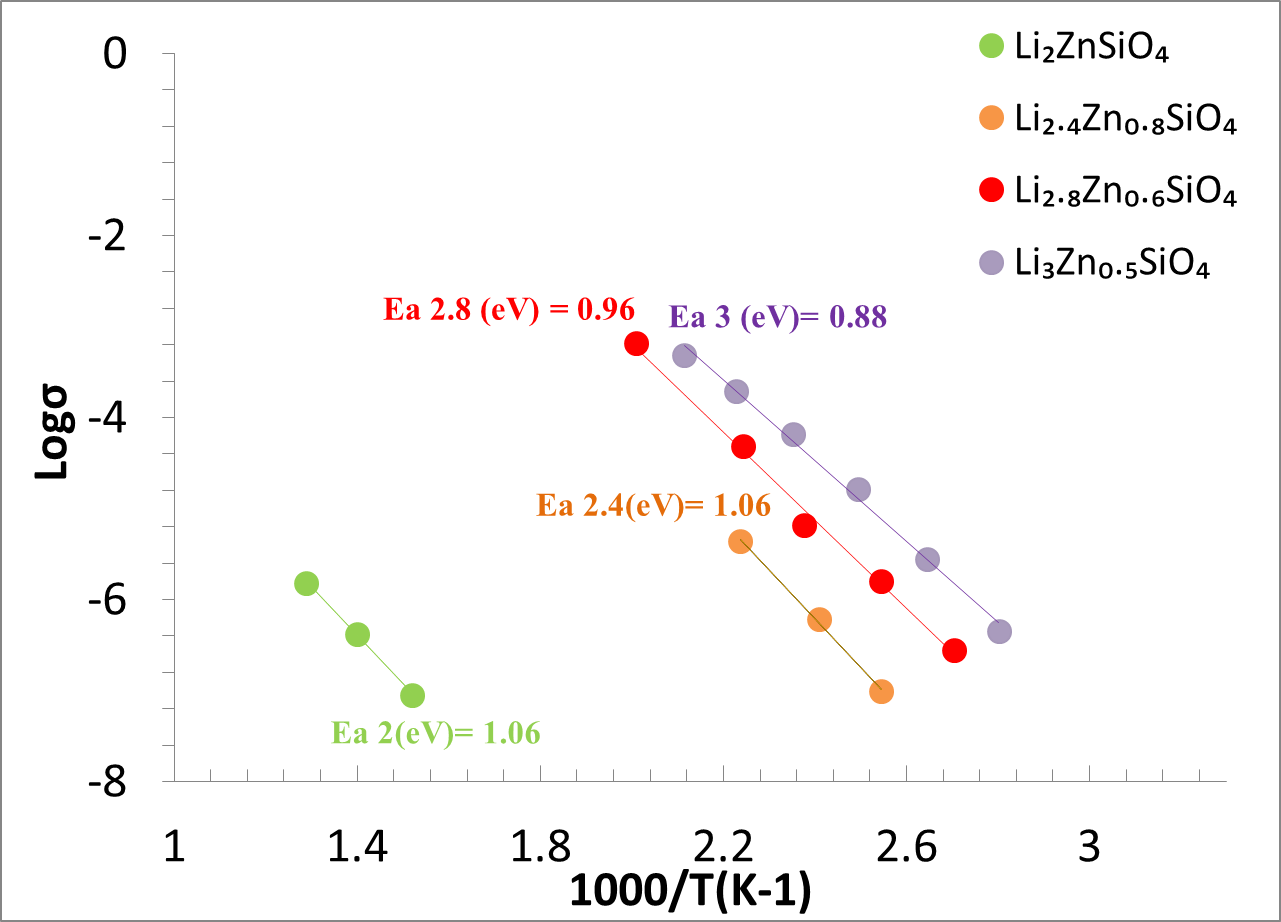 0
-2
-4
-6
-8
Logσ
1
1.4
1.8
2.2
2.6
3
1000/T(K-1)
Li₂ZnSiO₄
Li₂.₄Zn₀.₈SiO₄
Li₂.₈Zn₀.₆SiO₄
Li₃Zn₀.₅SiO₄
Ea 2.8 (eV) = 0.96
Ea 3 (eV)= 0.88
Ea 2.4(eV)= 1.06
Ea 2(eV)= 1.06